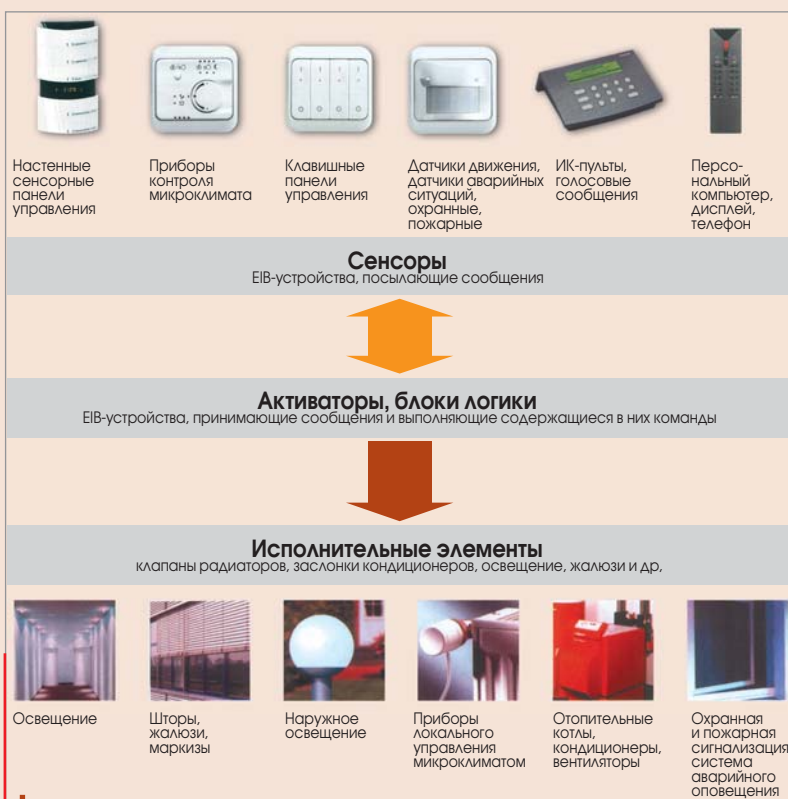 Настенные
сенсорные
панели
управления
Приборы
контроля
микроклимата
Клавишные
панели
управления
Датчики движения,
датчики аварийных
ситуаций,
охранные,
пожарные
ИК-пульты,
голосовые
сообщения
Персо-
нальный
компьютер,
дисплей,
телефон
Сенсоры
EIB-устройства, посылающие сообщения
Активаторы, блоки логики
EIB-устройства, принимающие сообщения и выполняющие содержащиеся в них команды
Исполнительные элементы
клапаны радиаторов, заслонки кондиционеров, освещение, жалюзи и др,
Освещение
Шторы,
жалюзи,
маркизы
Наружное
освещение
Приборы
локального
управления
микроклиматом
Отопительные
котлы,
кондиционеры,
вентиляторы
Охранная
и пожарная
сигнализация
система
аварийного
оповещения